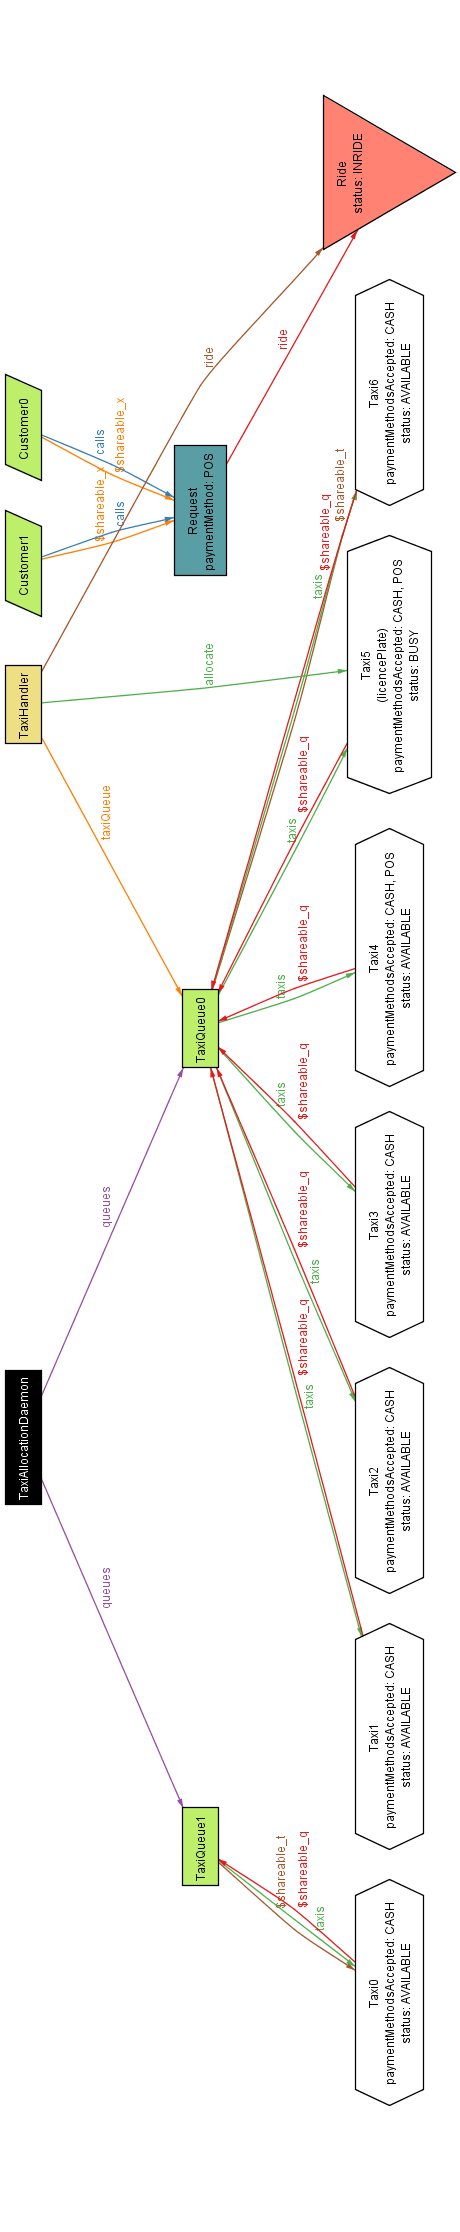 TaxiAllocationDaemon
TaxiHandler
Customer1
Customer0
queues
queues
taxiQueue
$shareable_x
calls
calls
$shareable_x
TaxiQueue1
TaxiQueue0
allocate
Request
paymentMethod: POS
ride
ride
$shareable_t
$shareable_q
taxis
$shareable_q
taxis
$shareable_q
taxis
$shareable_q
taxis
$shareable_q
taxis
$shareable_q
taxis
$shareable_q
taxis
$shareable_t
Taxi0
paymentMethodsAccepted: CASH
status: AVAILABLE
Taxi1
paymentMethodsAccepted: CASH
status: AVAILABLE
Taxi2
paymentMethodsAccepted: CASH
status: AVAILABLE
Taxi3
paymentMethodsAccepted: CASH
status: AVAILABLE
Taxi4
paymentMethodsAccepted: CASH, POS
status: AVAILABLE
Taxi5
(licencePlate)
paymentMethodsAccepted: CASH, POS
status: BUSY
Taxi6
paymentMethodsAccepted: CASH
status: AVAILABLE
Ride
status: INRIDE